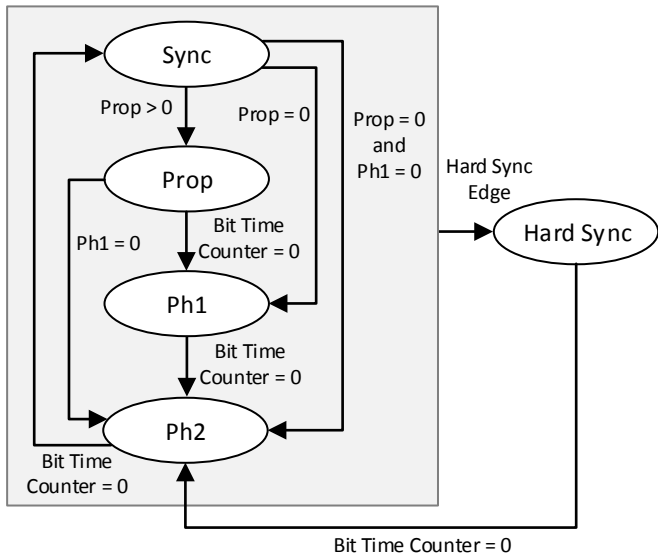 Sync
Prop > 0
Prop = 0
Prop = 0
and
Ph1 = 0
Hard Sync
Edge
Prop
Hard Sync
Ph1 = 0
Bit Time
Counter = 0
Ph1
Bit Time
Counter = 0
Ph2
Bit Time
Counter = 0
Bit Time Counter = 0